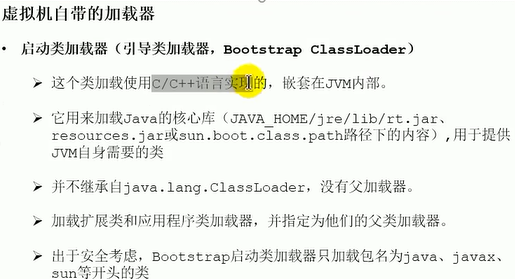 虚拟机自带的加载器
• 启动类加载器（引导类加载器，Bootstrap ClassLoader）
➢ 这个类加载使用C/C++语言实现的，嵌套在JVM内部。
➢ 它用来加载Java的核心库（JAVA_HOME/jre/lib/rt.jar、
resources.jar或sun.boot.class.path路径下的内容）,用于提供
JVM自身需要的类
➢ 并不继承自java.lang.ClassLoader，没有父加载器。
➢ 加载扩展类和应用程序类加载器，并指定为他们的父类加载器。
➢ 出于安全考虑，Bootstrap启动类加载器只加载包名为java、javax、
sun等开头的类